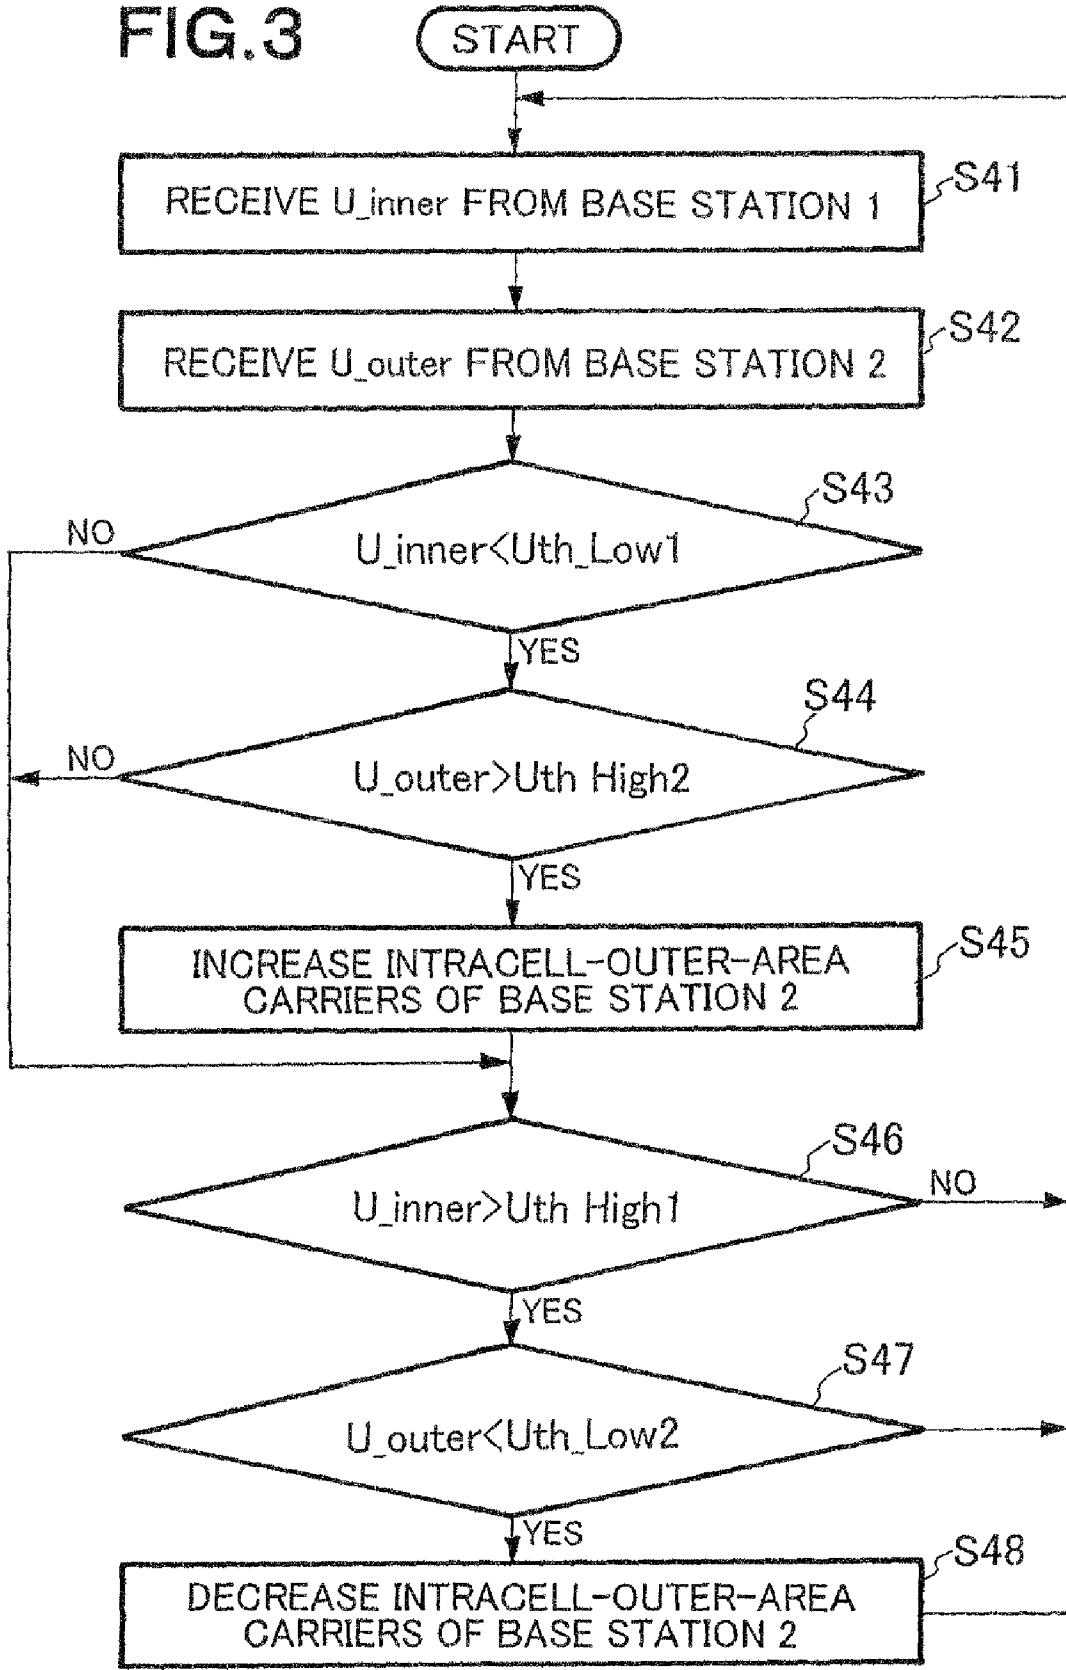 FIG.3
START
RECEIVE U_inner FROM BASE STATION 1
S41
RECEIVE U_outer FROM BASE STATION 2
S42
U_inner<Uth_Low1
S43
NO
YES
U_outer>Uth High2
S44
NO
YES
INCREASE INTRACELL-OUTER-AREA
CARRIERS OF BASE STATION 2
S45
U_inner>Uth High1
S46
NO
YES
U_outer<Uth_Low2
S47
YES
DECREASE INTRACELL-OUTER-AREA
CARRIERS OF BASE STATION 2
S48